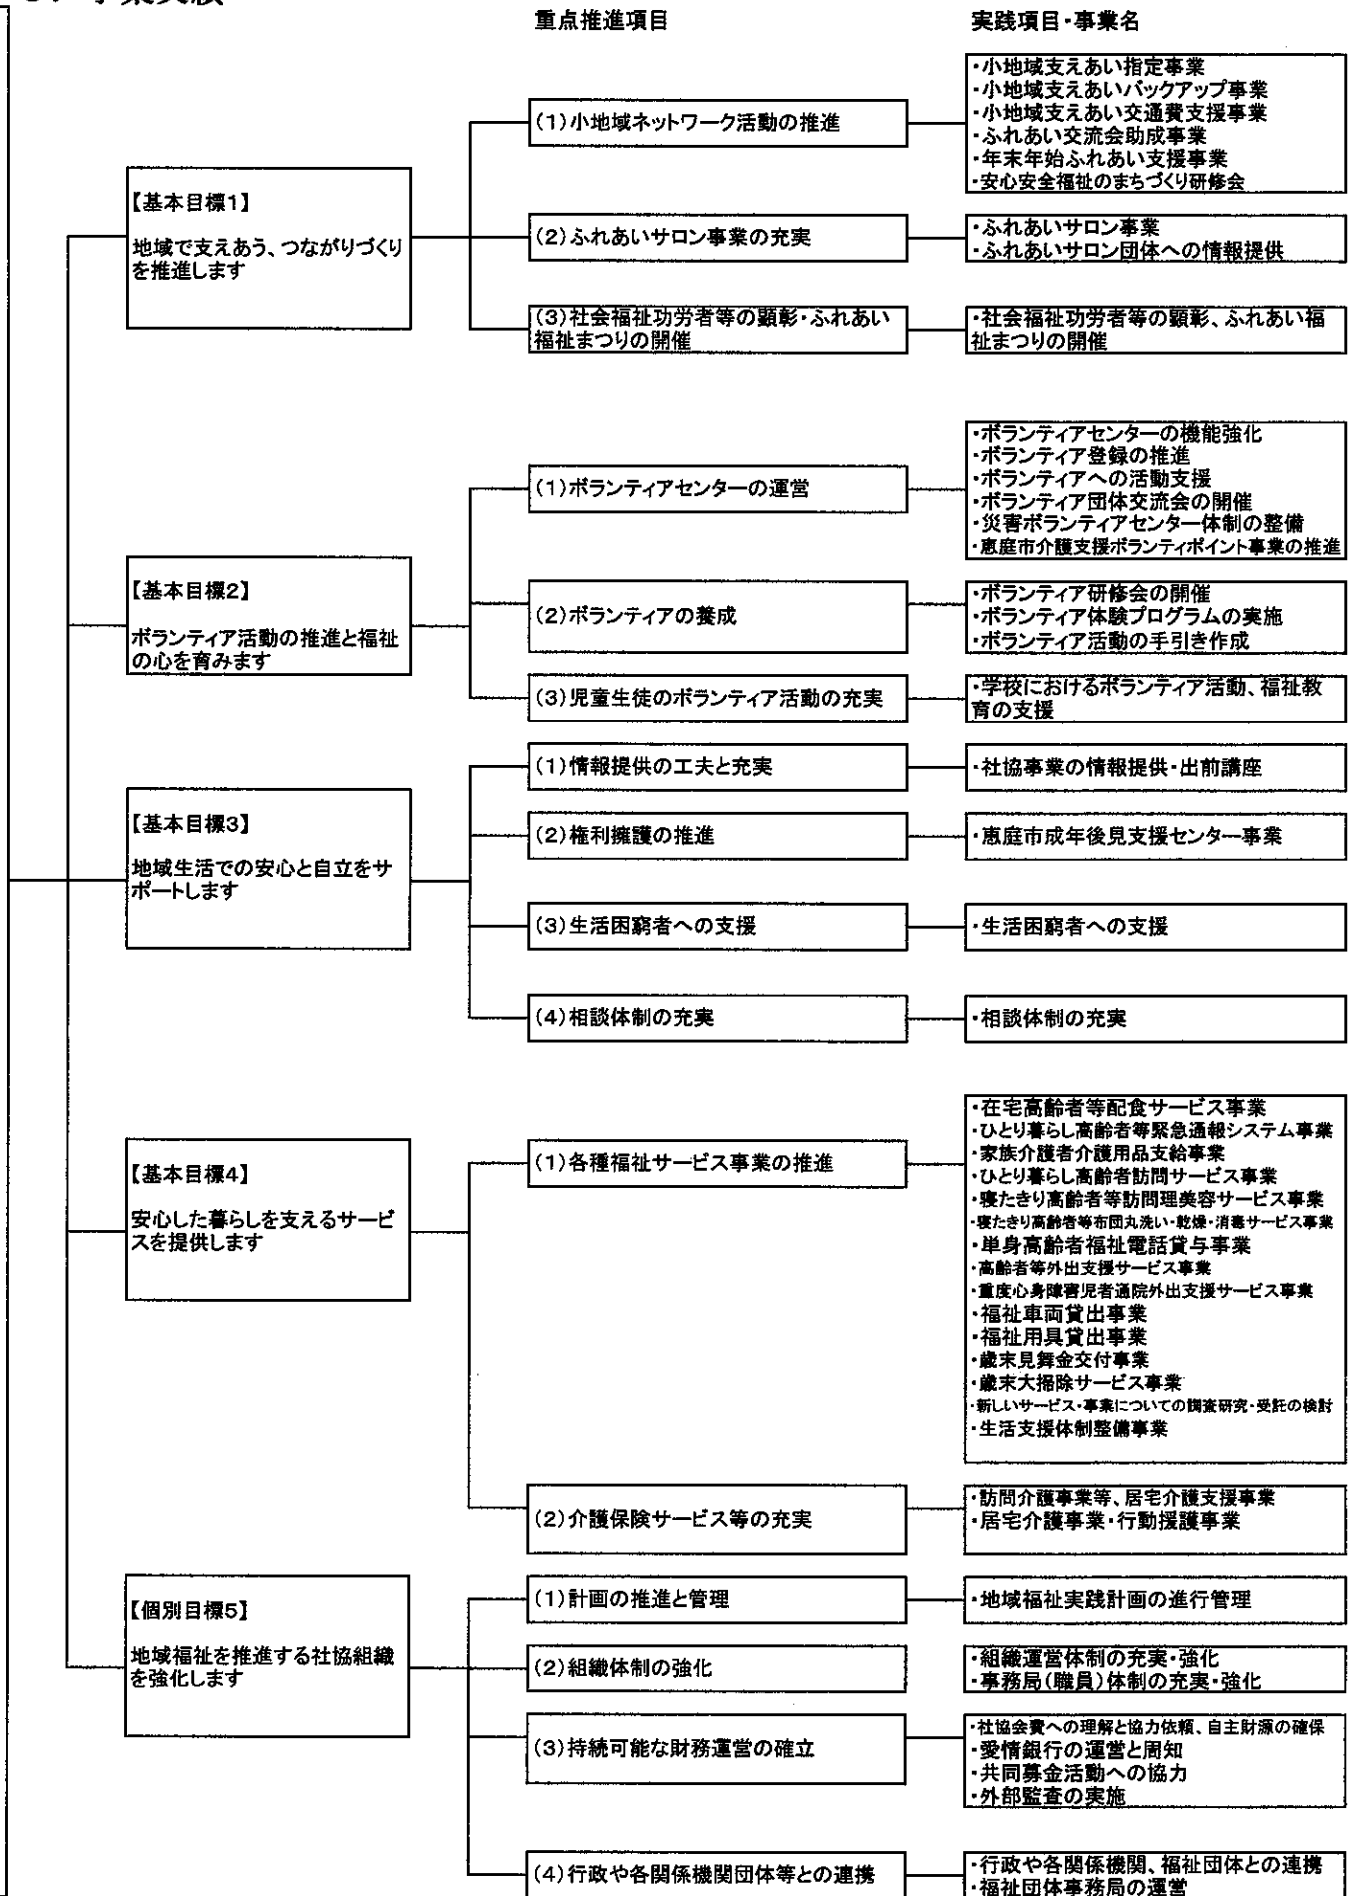 重点推進項目
実践項目・事業名
【基本目標1】
地域で支えあう、つながりづくり
を推進します
(1)小地域ネットワーク活動の推進
・小地域支えあい指定事業
・小地域支えあいバックアップ事業
・小地域支えあい交通費支援事業
・ふれあい交流会助成事業
・年末年始ふれあい支援事業
・安心安全福祉のまちづくり研修会
(2)ふれあいサロン事業の充実
・ふれあいサロン事業
・ふれあいサロン団体への情報提供
(3)社会福祉功労者等の顕彰・ふれあい
福祉まつりの開催
・社会福祉功労者等の顕彰、ふれあい福
祉まつりの開催
【基本目標2】
ボランティア活動の推進と福祉
の心を育みます
(1)ボランティアセンターの運営
・ボランティアセンターの機能強化
・ボランティア登録の推進
・ボランティアへの活動支援
・ボランティア団体交流会の開催
・災害ボランティアセンター体制の整備
・恵庭市介護支援ボランティポイント事業の推進
(2)ボランティアの養成
・ボランティア研修会の開催
・ボランティア体験プログラムの実施
・ボランティア活動の手引き作成
(3)児童生徒のボランティア活動の充実
・学校におけるボランティア活動、福祉教
育の支援
【基本目標3】
地域生活での安心と自立をサ
ポートします
(1)情報提供の工夫と充実
・社協事業の情報提供・出前講座
(2)権利擁護の推進
・恵庭市成年後見支援センター事業
(3)生活困窮者への支援
・生活困窮者への支援
(4)相談体制の充実
・相談体制の充実
【基本目標4】
安心した暮らしを支えるサービ
スを提供します
(1)各種福祉サービス事業の推進
・在宅高齢者等配食サービス事業
・ひとり暮らし高齢者等緊急通報システム事業
・家族介護者介護用品支給事業
・ひとり暮らし高齢者訪問サービス事業
・寝たきり高齢者等訪問理美容サービス事業
・寝たきり高齢者等布団丸洗い・乾燥・消毒サービス事業
・単身高齢者福祉電話貸与事業
・高齢者等外出支援サービス事業
・重度心身障害児者通院外出支援サービス事業
・福祉車両貸出事業
・福祉用具貸出事業
・歳末見舞金交付事業
・歳末大掃除サービス事業
・新しいサービス・事業についての調査研究・受託の検討
・生活支援体制整備事業
(2)介護保険サービス等の充実
・訪問介護事業等、居宅介護支援事業
・居宅介護事業・行動援護事業
【個別目標5】
地域福祉を推進する社協組織
を強化します
(1)計画の推進と管理
・地域福祉実践計画の進行管理
(2)組織体制の強化
・組織運営体制の充実・強化
・事務局(職員)体制の充実・強化
(3)持続可能な財務運営の確立
・社協会費への理解と協力依頼、自主財源の確保
・愛情銀行の運営と周知
・共同募金活動への協力
・外部監査の実施
(4)行政や各関係機関団体等との連携
・行政や各関係機関、福祉団体との連携
・福祉団体事務局の運営